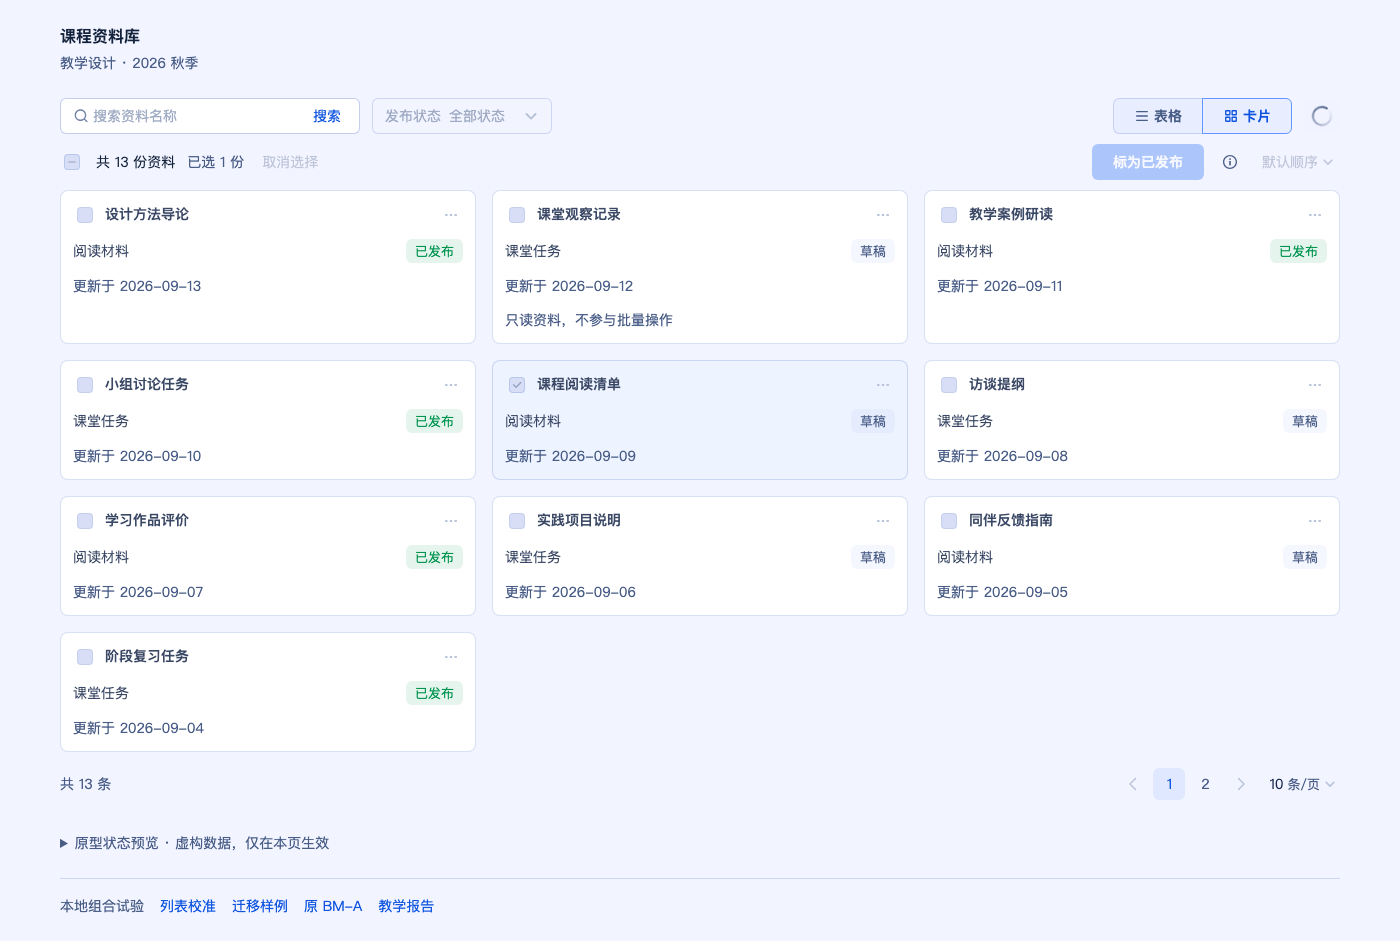 课程资料库
教学设计 · 2026 秋季
搜索资料名称 搜索 发布状态 全部状态 表格 卡片
共 13 份资料 已选 1 份 取消选择 标为已发布 默认顺序
设计方法导论 ···
阅读材料 已发布
更新于 2026-09-13
课堂观察记录 ···
课堂任务 草稿
更新于 2026-09-12
只读资料，不参与批量操作
教学案例研读 ···
阅读材料 已发布
更新于 2026-09-11
小组讨论任务 ···
课堂任务 已发布
更新于 2026-09-10
课程阅读清单 ···
阅读材料 草稿
更新于 2026-09-09
访谈提纲 ···
课堂任务 草稿
更新于 2026-09-08
学习作品评价 ···
阅读材料 已发布
更新于 2026-09-07
实践项目说明 ···
课堂任务 草稿
更新于 2026-09-06
同伴反馈指南 ···
阅读材料 草稿
更新于 2026-09-05
阶段复习任务 ···
课堂任务 已发布
更新于 2026-09-04
共 13 条 1 2 10 条/页
原型状态预览 · 虚构数据，仅在本页生效
本地组合试验 列表校准 迁移样例 原 BM-A 教学报告